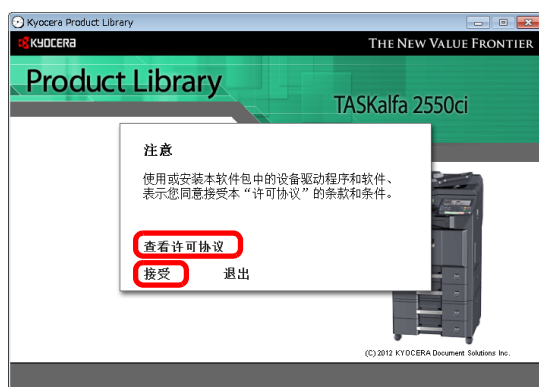 Kyocera Product Library
KYOCERA
THE NEW VALUE FRONTIER
Product Library
TASKalfa 2550ci
注意
使用或安装本软件包中的设备驱动程序和软件、
表示您同意接受本“许可协议”的条款和条件。
查看许可协议
接受 退出
(C) 2012 KYOCERA Document Solutions Inc.